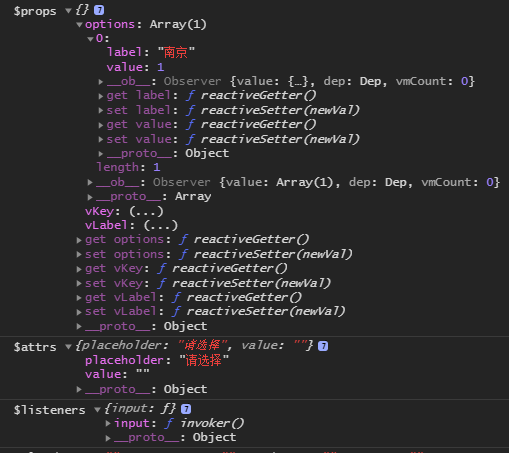 $props ▼{} i
▼options: Array(1)
▼0:
label: "南京"
value: 1
▶__ob__: Observer {value: {…}, dep: Dep, vmCount: 0}
▶get label: ƒ reactiveGetter()
▶set label: ƒ reactiveSetter(newVal)
▶get value: ƒ reactiveGetter()
▶set value: ƒ reactiveSetter(newVal)
▶__proto__: Object
length: 1
▶__ob__: Observer {value: Array(1), dep: Dep, vmCount: 0}
▶__proto__: Array
vKey: (...)
vLabel: (...)
▶get options: ƒ reactiveGetter()
▶set options: ƒ reactiveSetter(newVal)
▶get vKey: ƒ reactiveGetter()
▶set vKey: ƒ reactiveSetter(newVal)
▶get vLabel: ƒ reactiveGetter()
▶set vLabel: ƒ reactiveSetter(newVal)
▶__proto__: Object
$attrs ▼{placeholder: "请选择", value: ""} i
placeholder: "请选择"
value: ""
▶__proto__: Object
$listeners ▼{input: ƒ} i
▶input: ƒ invoker()
▶__proto__: Object